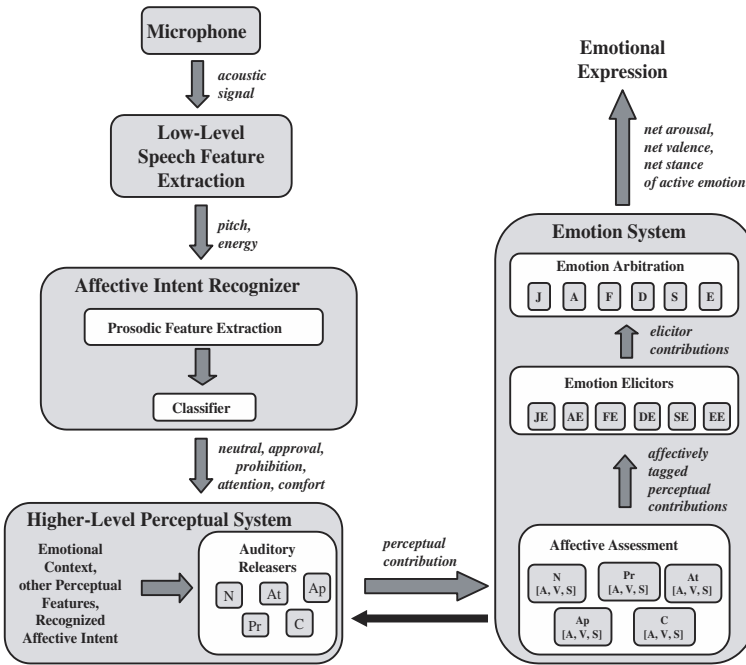 Microphone
acoustic
signal
Low-Level
Speech Feature
Extraction
pitch,
energy
Affective Intent Recognizer
Prosodic Feature Extraction
Classifier
neutral, approval,
prohibition,
attention, comfort
Higher-Level Perceptual System
Emotional
Context,
other Perceptual
Features,
Recognized
Affective Intent
Auditory
Releasers
N At Ap
Pr C
perceptual
contribution
Emotional
Expression
net arousal,
net valence,
net stance
of active emotion
Emotion System
Emotion Arbitration
J A F D S E
elicitor
contributions
Emotion Elicitors
JE AE FE DE SE EE
affectively
tagged
perceptual
contributions
Affective Assessment
N Pr At
[A, V, S] [A, V, S] [A, V, S]
Ap C
[A, V, S] [A, V, S]